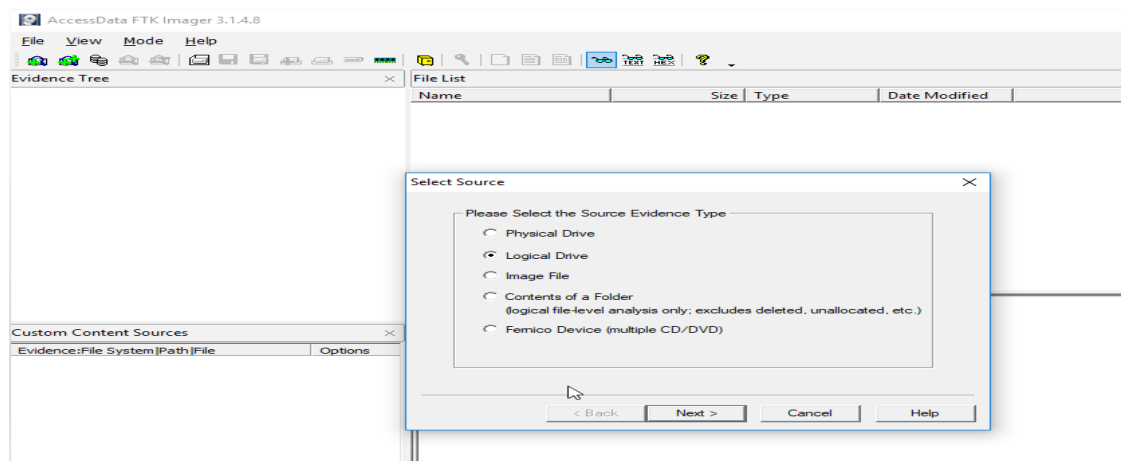 AccessData FTK Imager 3.1.4.8
File View Mode Help
TEXT HEX
Evidence Tree
File List
Name Size Type Date Modified
Select Source
Please Select the Source Evidence Type
Physical Drive
Logical Drive
Image File
Contents of a Folder
(logical file-level analysis only; excludes deleted, unallocated, etc.)
Fernico Device (multiple CD/DVD)
< Back Next > Cancel Help
Custom Content Sources
Evidence:File System|Path|File Options